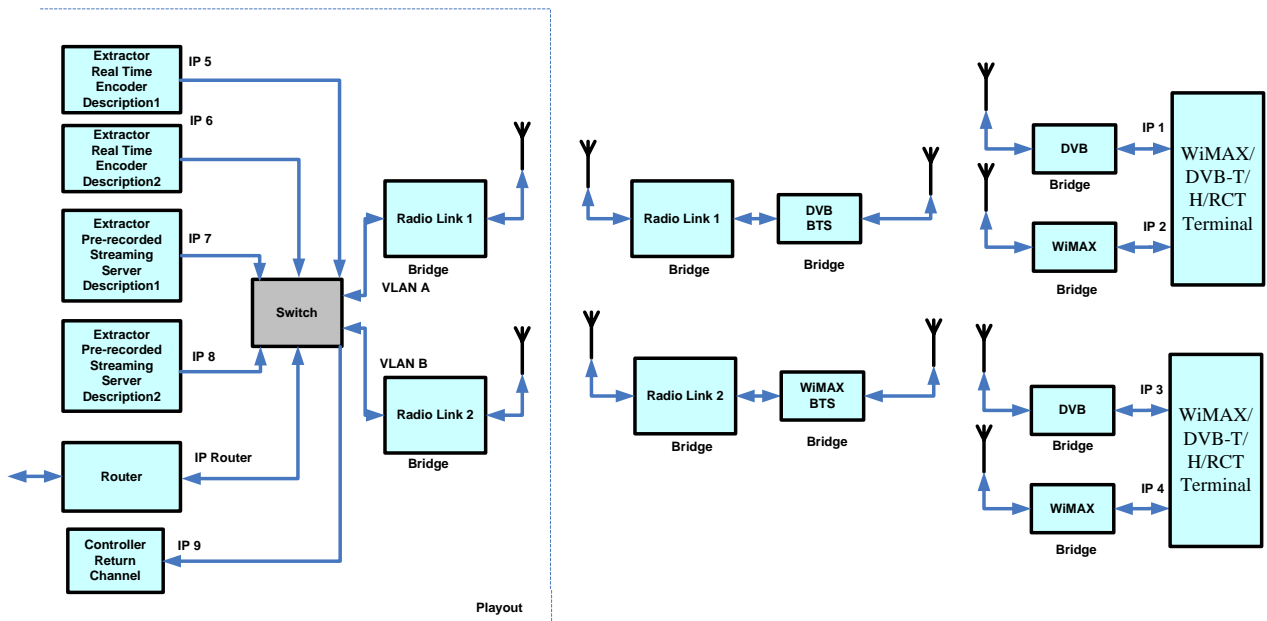 Extractor
Real Time
Encoder
Description1
IP 5
Extractor
Real Time
Encoder
Description2
IP 6
Extractor
Pre-recorded
Streaming
Server
Description1
IP 7
Extractor
Pre-recorded
Streaming
Server
Description2
IP 8
Router
IP Router
Controller
Return
Channel
IP 9
Switch
Radio Link 1
Bridge
VLAN A
VLAN B
Radio Link 2
Bridge
Playout
Radio Link 1
Bridge
DVB
BTS
Bridge
Radio Link 2
Bridge
WiMAX
BTS
Bridge
DVB
Bridge
IP 1
WiMAX
Bridge
IP 2
WiMAX/
DVB-T/
H/RCT
Terminal
DVB
Bridge
IP 3
WiMAX
Bridge
IP 4
WiMAX/
DVB-T/
H/RCT
Terminal